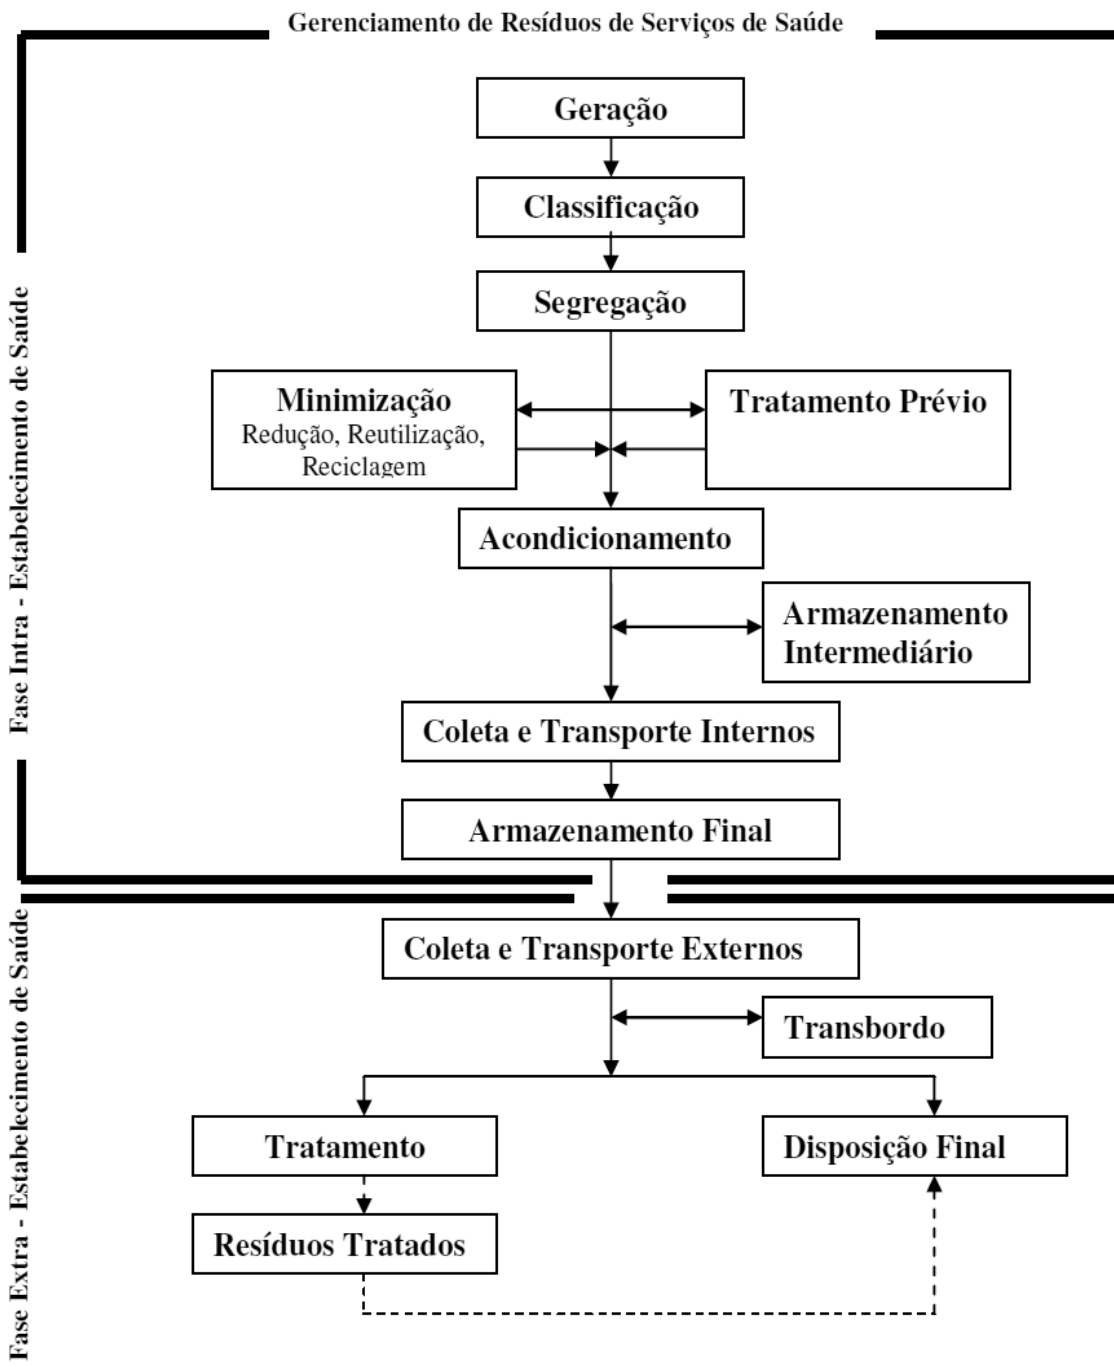 Gerenciamento de Resíduos de Serviços de Saúde
Fase Intra - Estabelecimento de Saúde
Geração
Classificação
Segregação
Minimização
Redução, Reutilização,
Reciclagem
Tratamento Prévio
Acondicionamento
Armazenamento
Intermediário
Coleta e Transporte Internos
Armazenamento Final
Fase Extra - Estabelecimento de Saúde
Coleta e Transporte Externos
Transbordo
Tratamento
Disposição Final
Resíduos Tratados